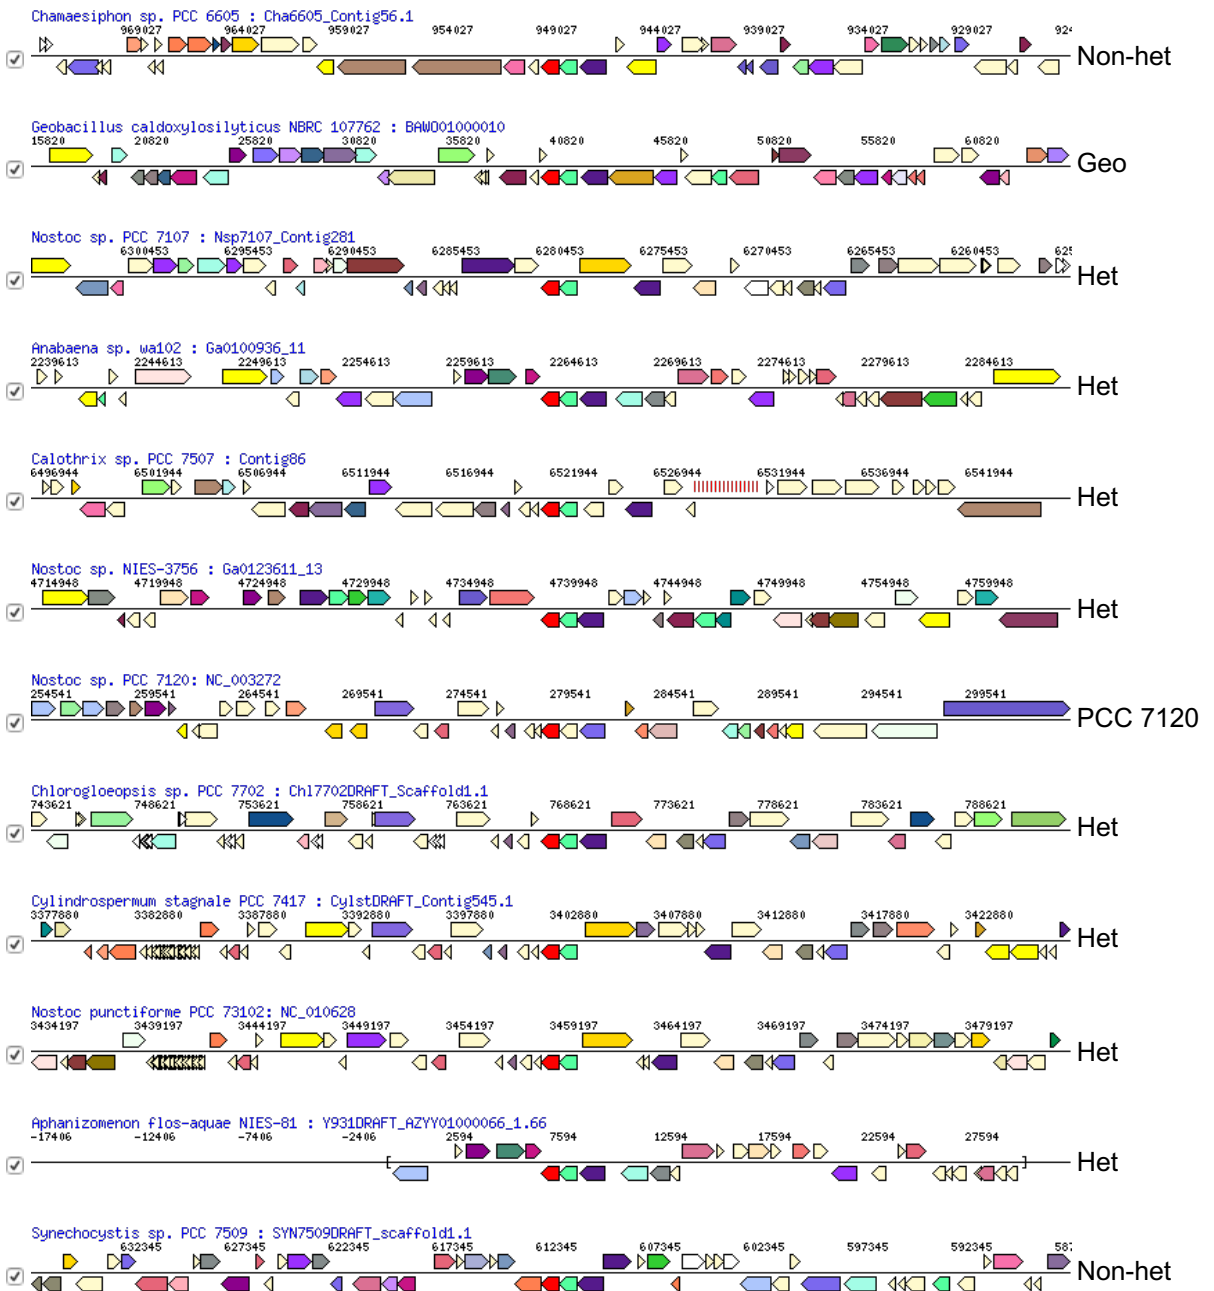 Chamaesiphon sp. PCC 6605 : Cha6605_Contig56.1
969027 964027 959027 954027 949027 944027 939027 934027 929027 924
Non-het
Geobacillus caldoxylosilyticus NBRC 107762 : BAWO01000010
15820 20820 25820 30820 35820 40820 45820 50820 55820 60820
Geo
Nostoc sp. PCC 7107 : Nsp7107_Contig281
6300453 6295453 6290453 6285453 6280453 6275453 6270453 6265453 6260453 625
Het
Anabaena sp. wa102 : Ga0100936_11
2239613 2244613 2249613 2254613 2259613 2264613 2269613 2274613 2279613 2284613
Het
Calothrix sp. PCC 7507 : Contig86
6496944 6501944 6506944 6511944 6516944 6521944 6526944 6531944 6536944 6541944
Het
Nostoc sp. NIES-3756 : Ga0123611_13
4714948 4719948 4724948 4729948 4734948 4739948 4744948 4749948 4754948 4759948
Het
Nostoc sp. PCC 7120: NC_003272
254541 259541 264541 269541 274541 279541 284541 289541 294541 299541
PCC 7120
Chlorogloeopsis sp. PCC 7702 : Chl7702DRAFT_Scaffold1.1
743621 748621 753621 758621 763621 768621 773621 778621 783621 788621
Het
Cylindrospermum stagnale PCC 7417 : CylstDRAFT_Contig545.1
3377880 3382880 3387880 3392880 3397880 3402880 3407880 3412880 3417880 3422880
Het
Nostoc punctiforme PCC 73102: NC_010628
3434197 3439197 3444197 3449197 3454197 3459197 3464197 3469197 3474197 3479197
Het
Aphanizomenon flos-aquae NIES-81 : Y931DRAFT_AZYY01000066_1.66
-17406 -12406 -7406 -2406 2594 7594 12594 17594 22594 27594
Het
Synechocystis sp. PCC 7509 : SYN7509DRAFT_scaffold1.1
632345 627345 622345 617345 612345 607345 602345 597345 592345 587
Non-het